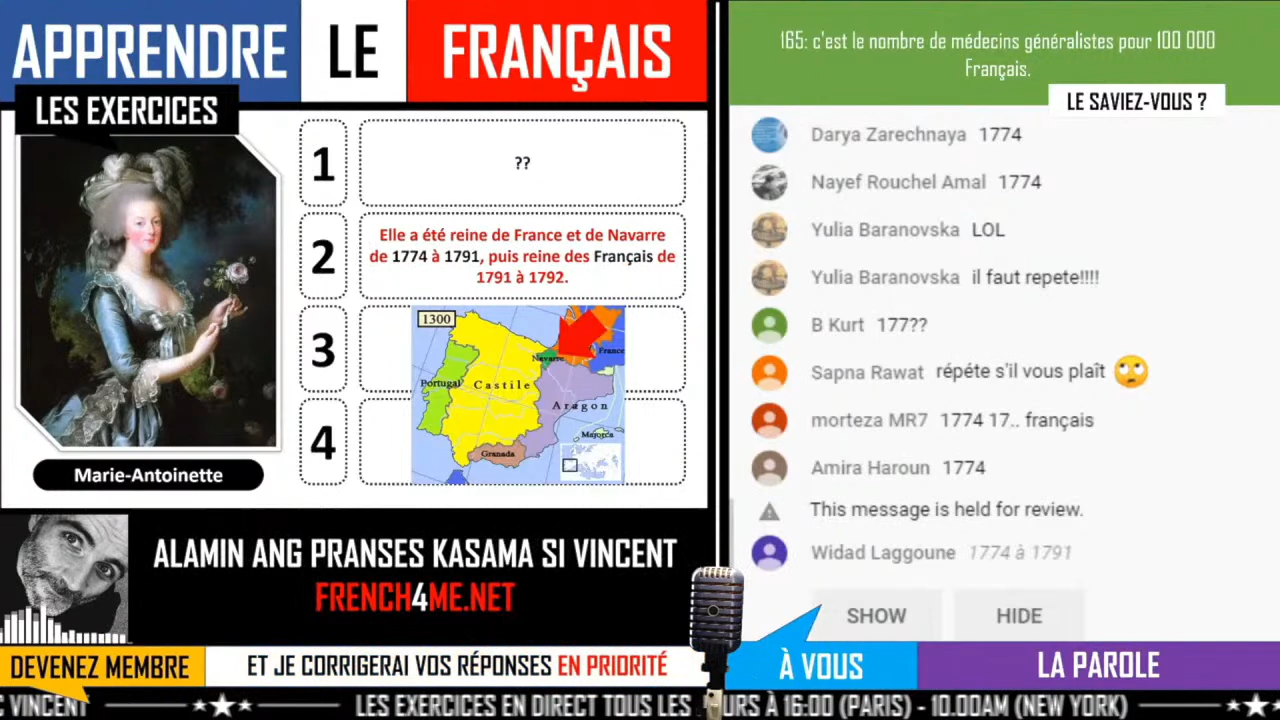 APPRENDRE LE FRANÇAIS
LES EXERCICES
1
??
2
Elle a été reine de France et de Navarre
de 1774 à 1791, puis reine des Français de
1791 à 1792.
3
4
1300
Navarre
France
Portugal
Castile
Aragon
Majorca
Granada
Marie-Antoinette
ALAMIN ANG PRANSES KASAMA SI VINCENT
FRENCH4ME.NET
DEVENEZ MEMBRE
ET JE CORRIGERAI VOS RÉPONSES EN PRIORITÉ
165: c'est le nombre de médecins généralistes pour 100 000
Français.
LE SAVIEZ-VOUS ?
Darya Zarechnaya 1774
Nayef Rouchel Amal 1774
Yulia Baranovska LOL
Yulia Baranovska il faut repete!!!!
B Kurt 177??
Sapna Rawat répéte s'il vous plaît 🙄
morteza MR7 1774 17.. français
Amira Haroun 1774
This message is held for review.
Widad Laggoune 1774 à 1791
SHOW HIDE
À VOUS
LA PAROLE
C VINCENT
LES EXERCICES EN DIRECT TOUS LES URS À 16:00 (PARIS) - 10.00AM (NEW YORK)